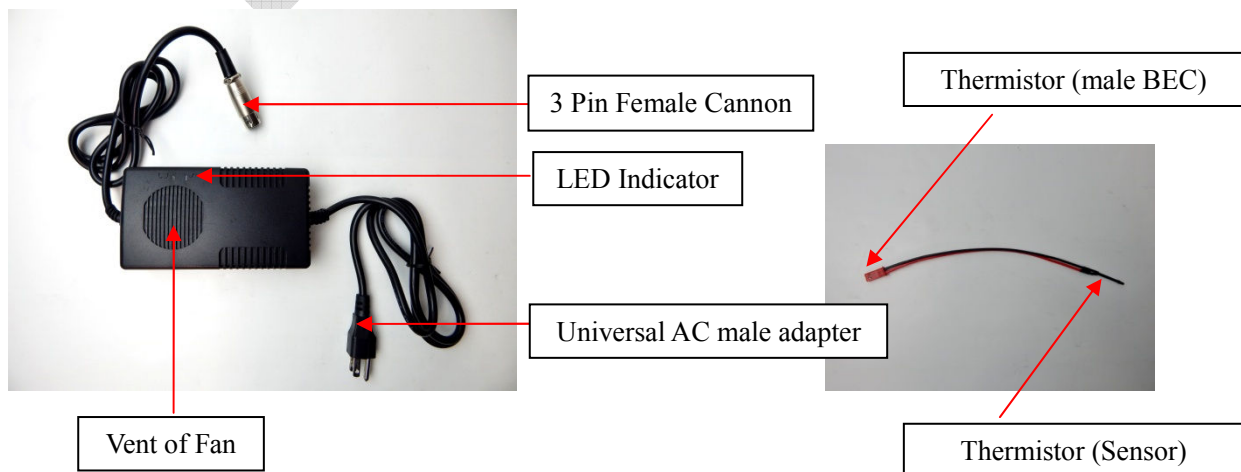 Thermistor (male BEC)
3 Pin Female Cannon
LED Indicator
Universal AC male adapter
Vent of Fan
Thermistor (Sensor)